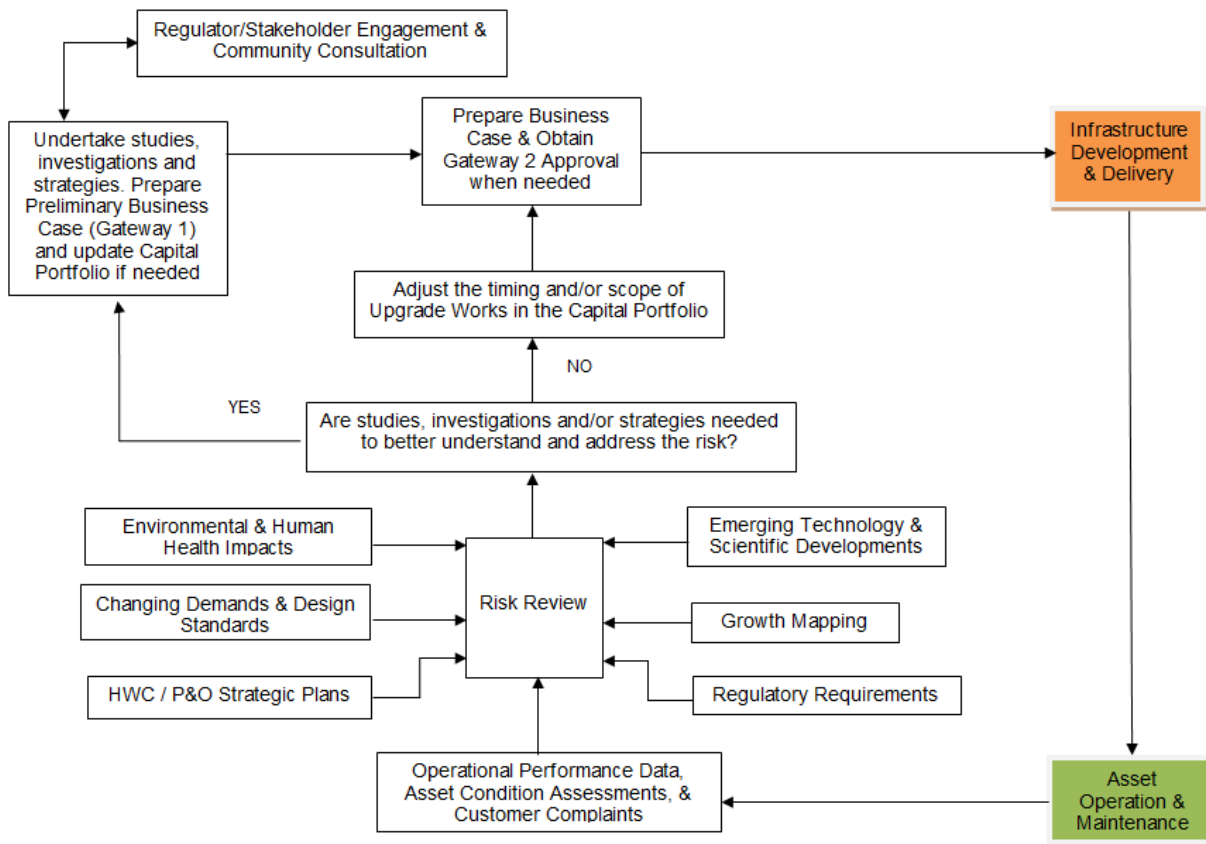 Regulator/Stakeholder Engagement &
Community Consultation
Undertake studies,
investigations and
strategies. Prepare
Preliminary Business
Case (Gateway 1)
and update Capital
Portfolio if needed
Prepare Business
Case & Obtain
Gateway 2 Approval
when needed
Infrastructure
Development
& Delivery
Adjust the timing and/or scope of
Upgrade Works in the Capital Portfolio
NO
YES
Are studies, investigations and/or strategies needed
to better understand and address the risk?
Environmental & Human
Health Impacts
Emerging Technology &
Scientific Developments
Risk Review
Changing Demands & Design
Standards
Growth Mapping
HWC / P&O Strategic Plans
Regulatory Requirements
Operational Performance Data,
Asset Condition Assessments, &
Customer Complaints
Asset
Operation &
Maintenance